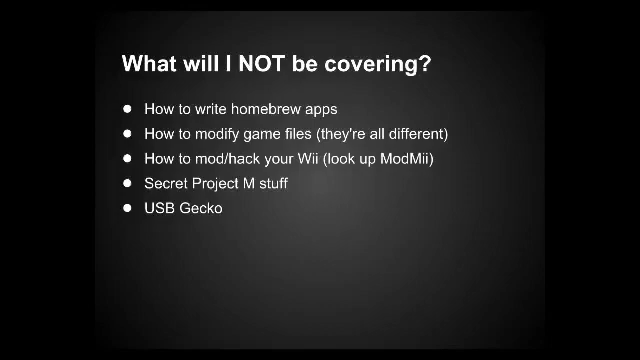 What will I NOT be covering?
● How to write homebrew apps
● How to modify game files (they're all different)
● How to mod/hack your Wii (look up ModMii)
● Secret Project M stuff
● USB Gecko